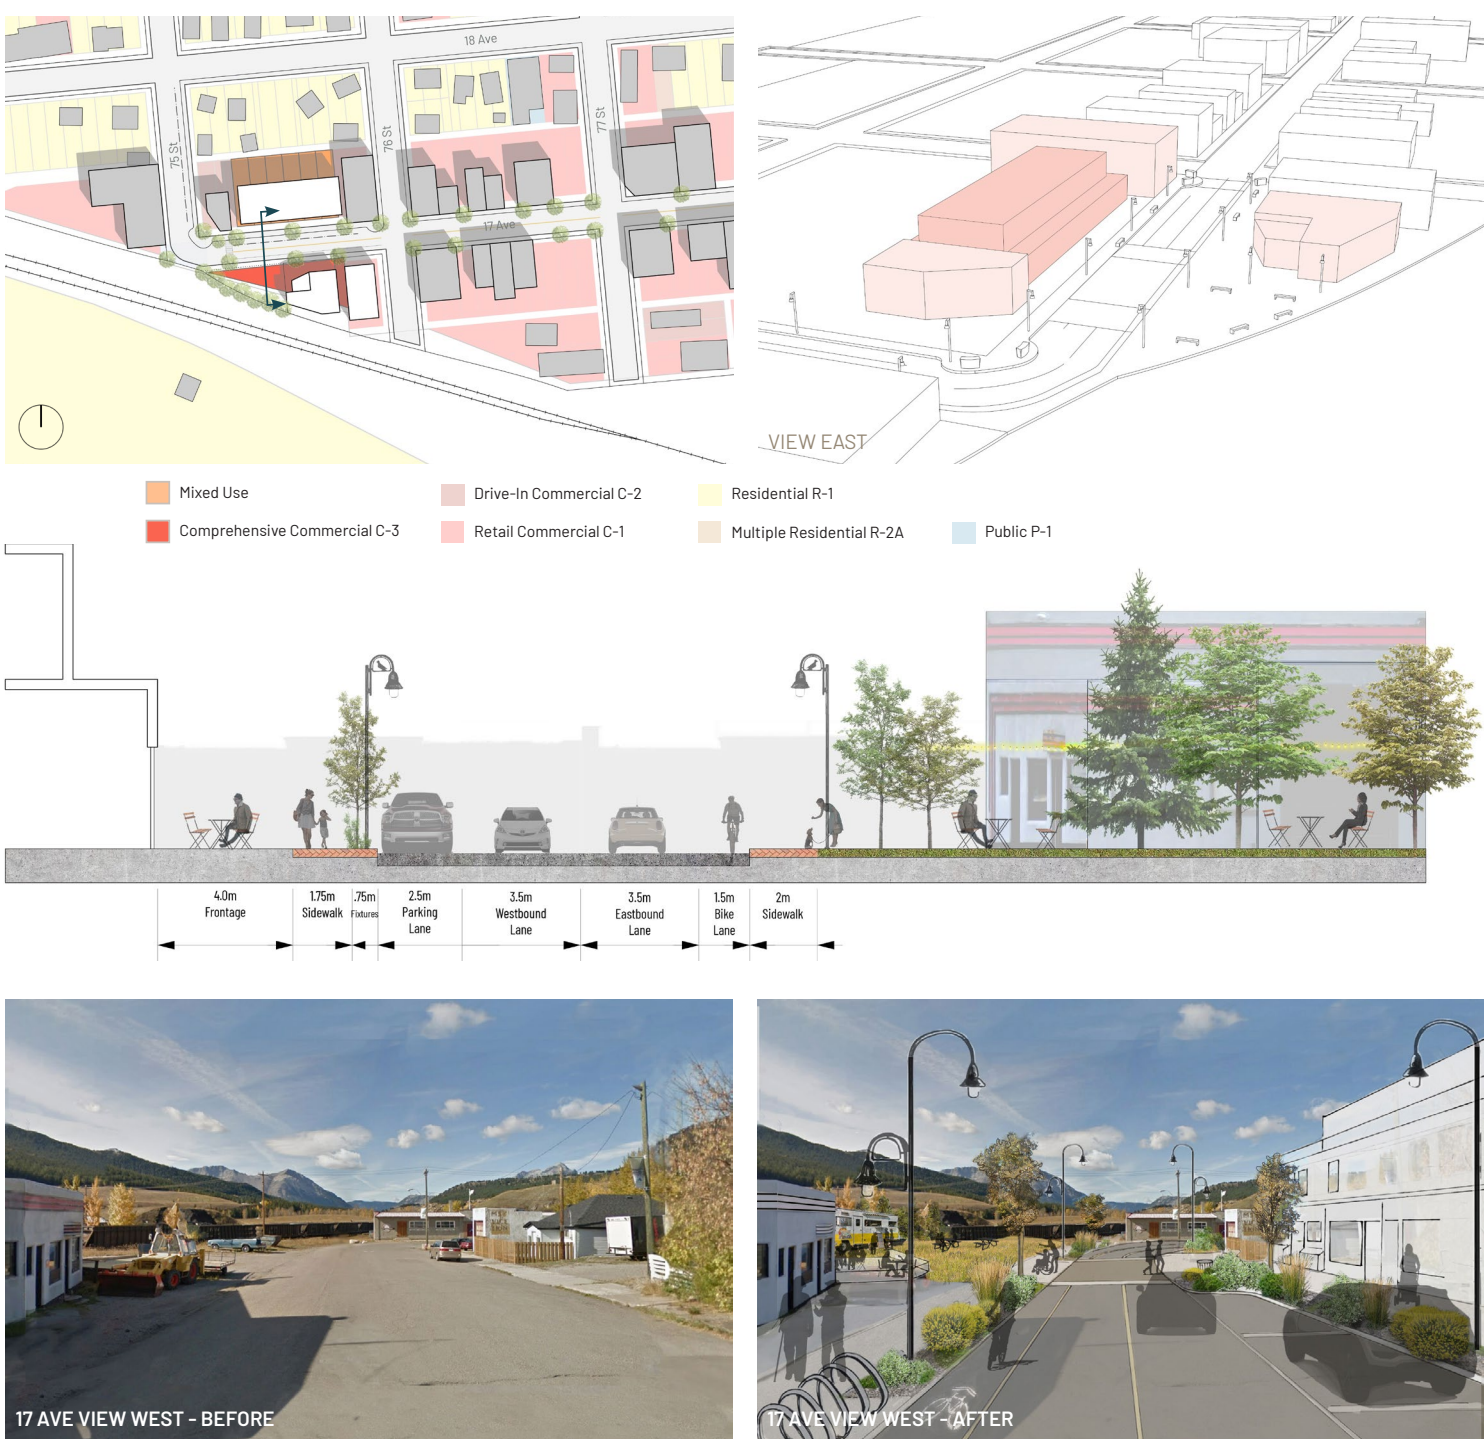 18 Ave
75 St
76 St
77 St
17 Ave
VIEW EAST
Mixed Use
Drive-In Commercial C-2
Residential R-1
Comprehensive Commercial C-3
Retail Commercial C-1
Multiple Residential R-2A
Public P-1
4.0m
Frontage
1.75m
Sidewalk
.75m
Fixtures
2.5m
Parking
Lane
3.5m
Westbound
Lane
3.5m
Eastbound
Lane
1.5m
Bike
Lane
2m
Sidewalk
17 AVE VIEW WEST - BEFORE
17 AVE VIEW WEST - AFTER